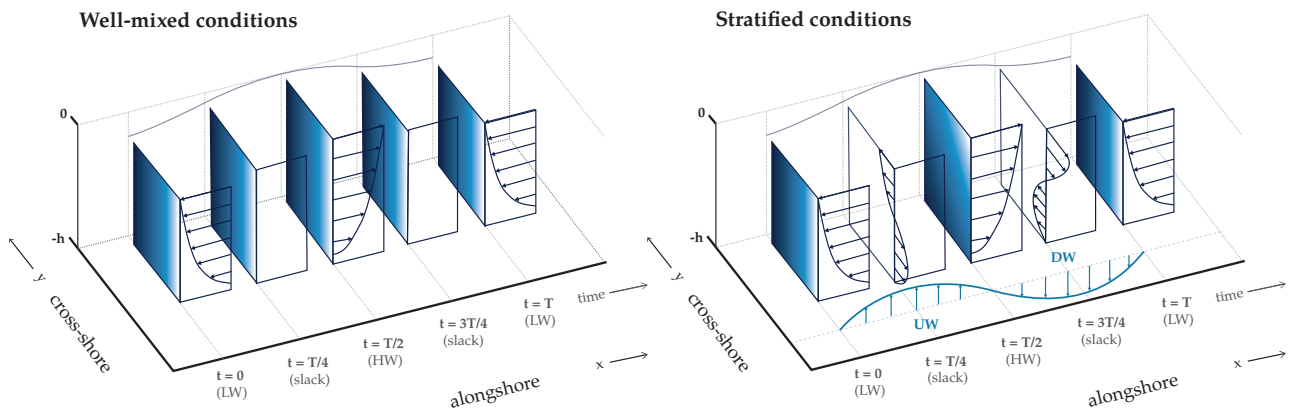 Well-mixed conditions
0
-h
y
cross-shore
t = 0
(LW)
t = T/4
(slack)
t = T/2
(HW)
t = 3T/4
(slack)
t = T
(LW)
time
x
alongshore
Stratified conditions
0
-h
y
cross-shore
UW
DW
t = 0
(LW)
t = T/4
(slack)
t = T/2
(HW)
t = 3T/4
(slack)
t = T
(LW)
time
x
alongshore